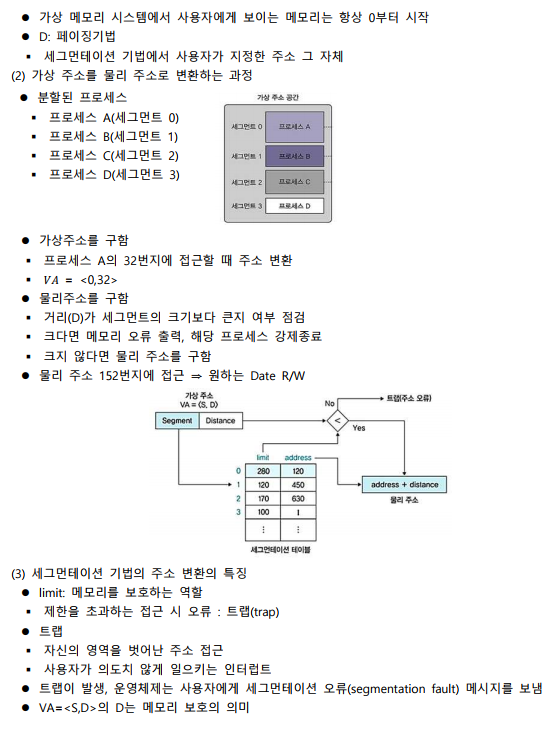 ● 가상 메모리 시스템에서 사용자에게 보이는 메모리는 항상 0부터 시작
● D: 페이징기법
▪ 세그먼테이션 기법에서 사용자가 지정한 주소 그 자체
(2) 가상 주소를 물리 주소로 변환하는 과정
● 분할된 프로세스
▪ 프로세스 A(세그먼트 0)
▪ 프로세스 B(세그먼트 1)
▪ 프로세스 C(세그먼트 2)
▪ 프로세스 D(세그먼트 3)
가상 주소 공간
세그먼트 0 프로세스 A
세그먼트 1 프로세스 B
세그먼트 2 프로세스 C
세그먼트 3 프로세스 D
● 가상주소를 구함
▪ 프로세스 A의 32번지에 접근할 때 주소 변환
▪ VA = <0,32>
● 물리주소를 구함
▪ 거리(D)가 세그먼트의 크기보다 큰지 여부 점검
▪ 크다면 메모리 오류 출력, 해당 프로세스 강제종료
▪ 크지 않다면 물리 주소를 구함
● 물리 주소 152번지에 접근 ⇒ 원하는 Date R/W
가상 주소
VA = (S, D)
Segment Distance
No
트랩(주소 오류)
<
Yes
limit address
0 280 120
1 120 450
2 170 630
3 100 I
⋮ ⋮
세그먼테이션 테이블
address + distance
물리 주소
(3) 세그먼테이션 기법의 주소 변환의 특징
● limit: 메모리를 보호하는 역할
▪ 제한을 초과하는 접근 시 오류 : 트랩(trap)
● 트랩
▪ 자신의 영역을 벗어난 주소 접근
▪ 사용자가 의도치 않게 일으키는 인터럽트
● 트랩이 발생, 운영체제는 사용자에게 세그먼테이션 오류(segmentation fault) 메시지를 보냄
● VA=<S,D>의 D는 메모리 보호의 의미